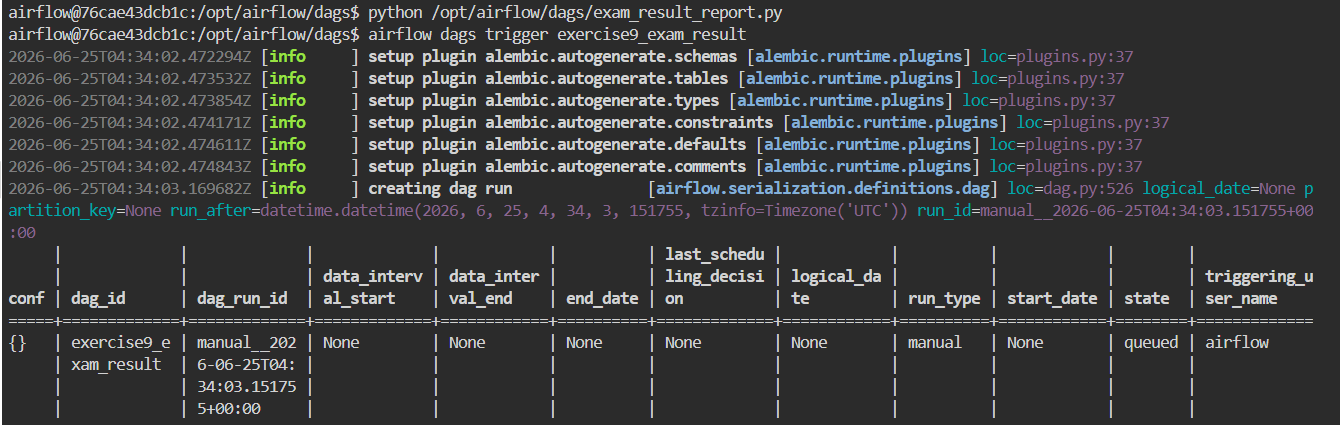 airflow@76cae43dcb1c:/opt/airflow/dags$ python /opt/airflow/dags/exam_result_report.py
airflow@76cae43dcb1c:/opt/airflow/dags$ airflow dags trigger exercise9_exam_result
2026-06-25T04:34:02.472294Z [info     ] setup plugin alembic.autogenerate.schemas [alembic.runtime.plugins] loc=plugins.py:37
2026-06-25T04:34:02.473532Z [info     ] setup plugin alembic.autogenerate.tables [alembic.runtime.plugins] loc=plugins.py:37
2026-06-25T04:34:02.473854Z [info     ] setup plugin alembic.autogenerate.types [alembic.runtime.plugins] loc=plugins.py:37
2026-06-25T04:34:02.474171Z [info     ] setup plugin alembic.autogenerate.constraints [alembic.runtime.plugins] loc=plugins.py:37
2026-06-25T04:34:02.474611Z [info     ] setup plugin alembic.autogenerate.defaults [alembic.runtime.plugins] loc=plugins.py:37
2026-06-25T04:34:02.474843Z [info     ] setup plugin alembic.autogenerate.comments [alembic.runtime.plugins] loc=plugins.py:37
2026-06-25T04:34:03.169682Z [info     ] creating dag run               [airflow.serialization.definitions.dag] loc=dag.py:526 logical_date=None p
artition_key=None run_after=datetime.datetime(2026, 6, 25, 4, 34, 3, 151755, tzinfo=Timezone('UTC')) run_id=manual__2026-06-25T04:34:03.151755+00
:00
     |             |             |             |            |          | last_schedu |            |          |            |        |
     |             |             | data_interv | data_inter |          | ling_decisi | logical_da |          |            |        | triggering_u
conf | dag_id      | dag_run_id  | al_start    | val_end    | end_date | on          | te         | run_type | start_date | state  | ser_name
=====+=============+=============+=============+============+==========+=============+============+==========+============+========+=============
{}   | exercise9_e | manual__202 | None        | None       | None     | None        | None       | manual   | None       | queued | airflow
     | xam_result  | 6-06-25T04: |             |            |          |             |            |          |            |        |
     |             | 34:03.15175 |             |            |          |             |            |          |            |        |
     |             | 5+00:00     |             |            |          |             |            |          |            |        |